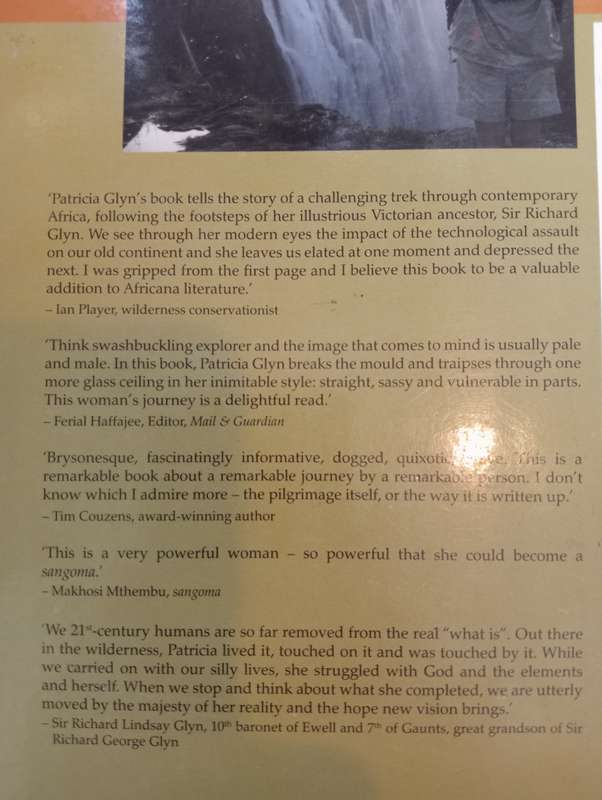 ‘Patricia Glyn’s book tells the story of a challenging trek through contemporary
Africa, following the footsteps of her illustrious Victorian ancestor, Sir Richard
Glyn. We see through her modern eyes the impact of the technological assault
on our old continent and she leaves us elated at one moment and depressed the
next. I was gripped from the first page and I believe this book to be a valuable
addition to Africana literature.’
– Ian Player, wilderness conservationist
‘Think swashbuckling explorer and the image that comes to mind is usually pale
and male. In this book, Patricia Glyn breaks the mould and traipses through one
more glass ceiling in her inimitable style: straight, sassy and vulnerable in parts.
This woman’s journey is a delightful read.’
– Ferial Haffajee, Editor, Mail & Guardian
‘Brysonesque, fascinatingly informative, dogged, quixotic, This is a
remarkable book about a remarkable journey by a remarkable person. I don’t
know which I admire more – the pilgrimage itself, or the way it is written up.’
– Tim Couzens, award-winning author
‘This is a very powerful woman – so powerful that she could become a
sangoma.’
– Makhosi Mthembu, sangoma
‘We 21st-century humans are so far removed from the real “what is”. Out there
in the wilderness, Patricia lived it, touched on it and was touched by it. While
we carried on with our silly lives, she struggled with God and the elements
and herself. When we stop and think about what she completed, we are utterly
moved by the majesty of her reality and the hope new vision brings.’
– Sir Richard Lindsay Glyn, 10th baronet of Ewell and 7th of Gaunts, great grandson of Sir
Richard George Glyn